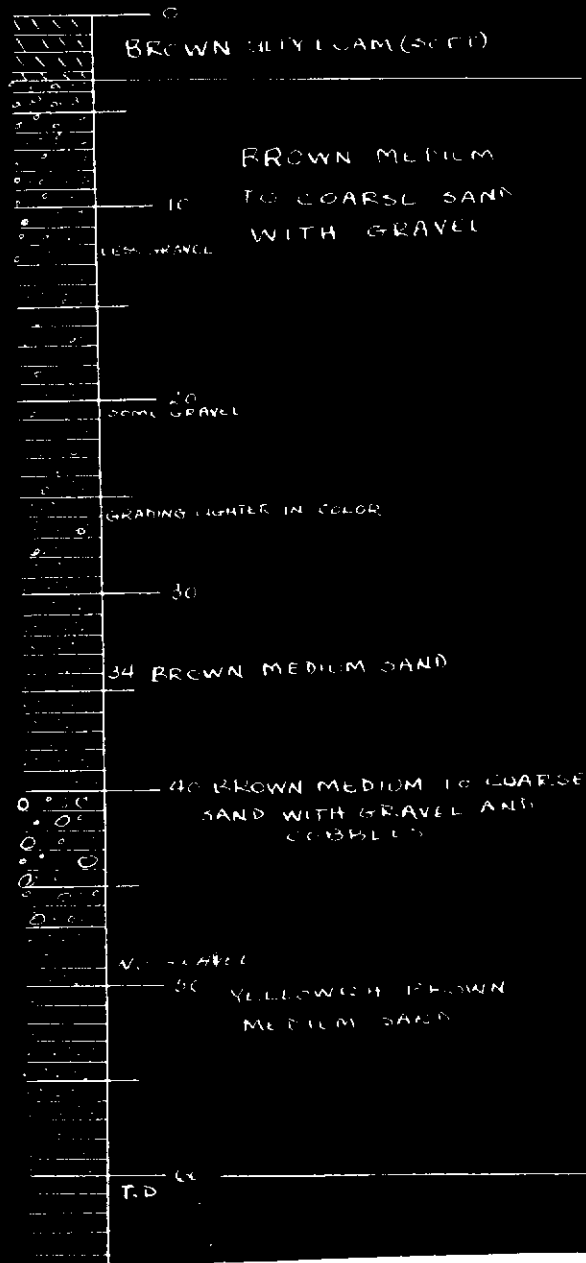 0
BROWN SILTY LOAM (SOFT)
BROWN MEDIUM
TO COARSE SAND
WITH GRAVEL
10
LESS GRAVEL
20
SOME GRAVEL
GRADING LIGHTER IN COLOR
30
34 BROWN MEDIUM SAND
40 BROWN MEDIUM TO COARSE
SAND WITH GRAVEL AND
COBBLES
GRAVEL
50 YELLOWISH BROWN
MEDIUM SAND
60
T.D